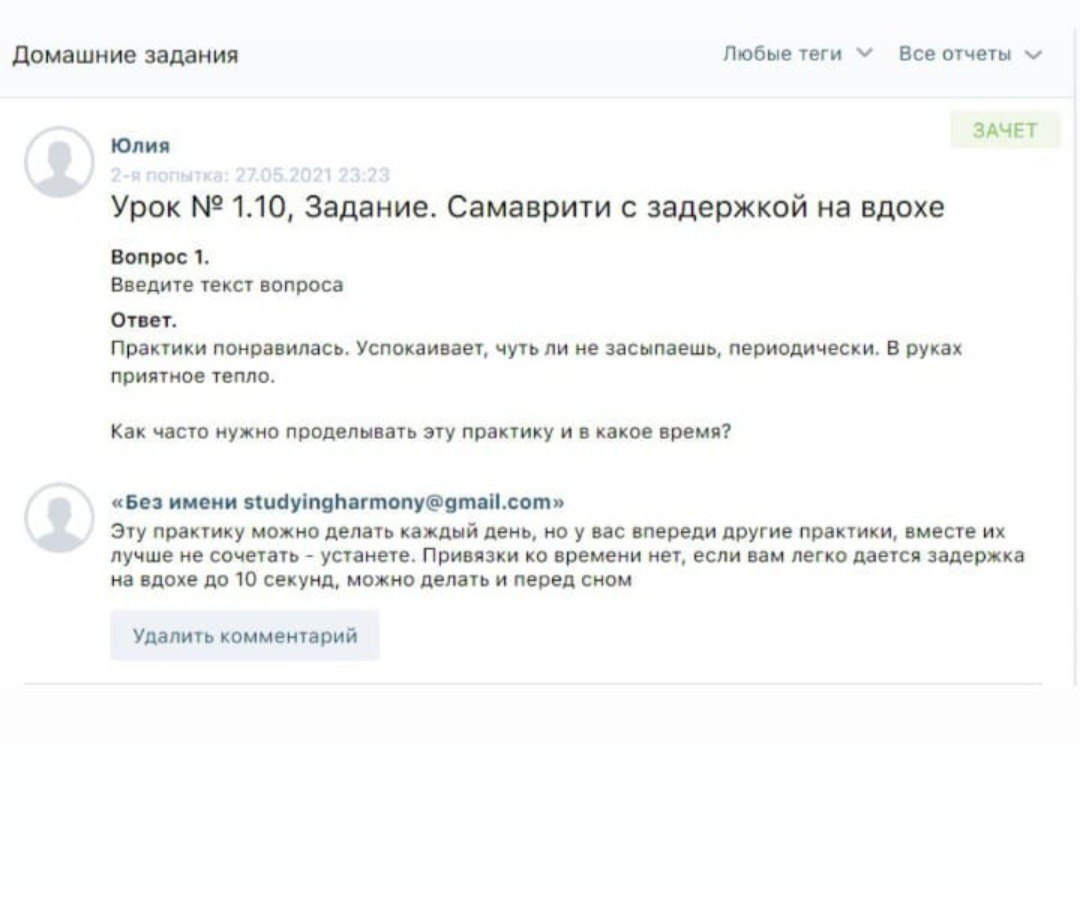 Домашние задания
Любые теги
Все отчеты
ЗАЧЕТ
Юлия
2-я попытка: 27.05.2021 23:23
Урок № 1.10, Задание. Самаврити с задержкой на вдохе
Вопрос 1.
Введите текст вопроса
Ответ.
Практики понравилась. Успокаивает, чуть ли не засыпаешь, периодически. В руках
приятное тепло.
Как часто нужно проделывать эту практику и в какое время?
«Без имени studyingharmony@gmail.com»
Эту практику можно делать каждый день, но у вас впереди другие практики, вместе их
лучше не сочетать - устанете. Привязки ко времени нет, если вам легко дается задержка
на вдохе до 10 секунд, можно делать и перед сном
Удалить комментарий